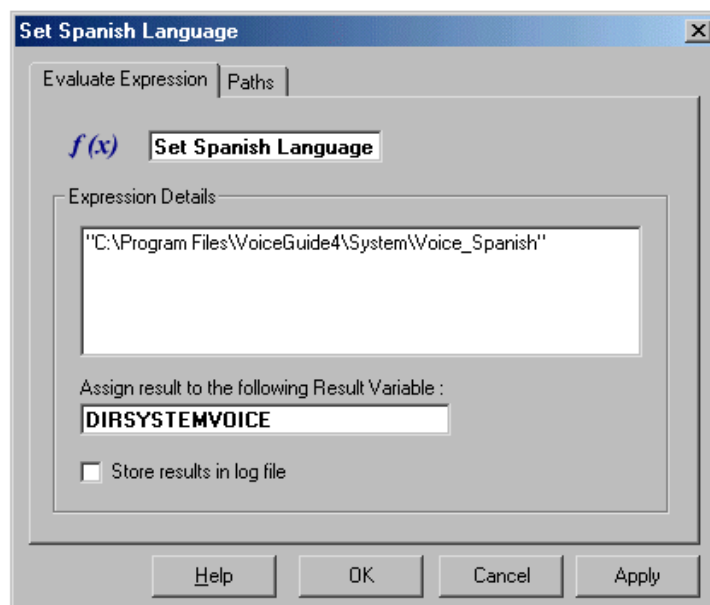 Set Spanish Language
Evaluate Expression Paths
f(x) Set Spanish Language
Expression Details
"C:\Program Files\VoiceGuide4\System\Voice_Spanish"
Assign result to the following Result Variable :
DIRSYSTEMVOICE
Store results in log file
Help OK Cancel Apply